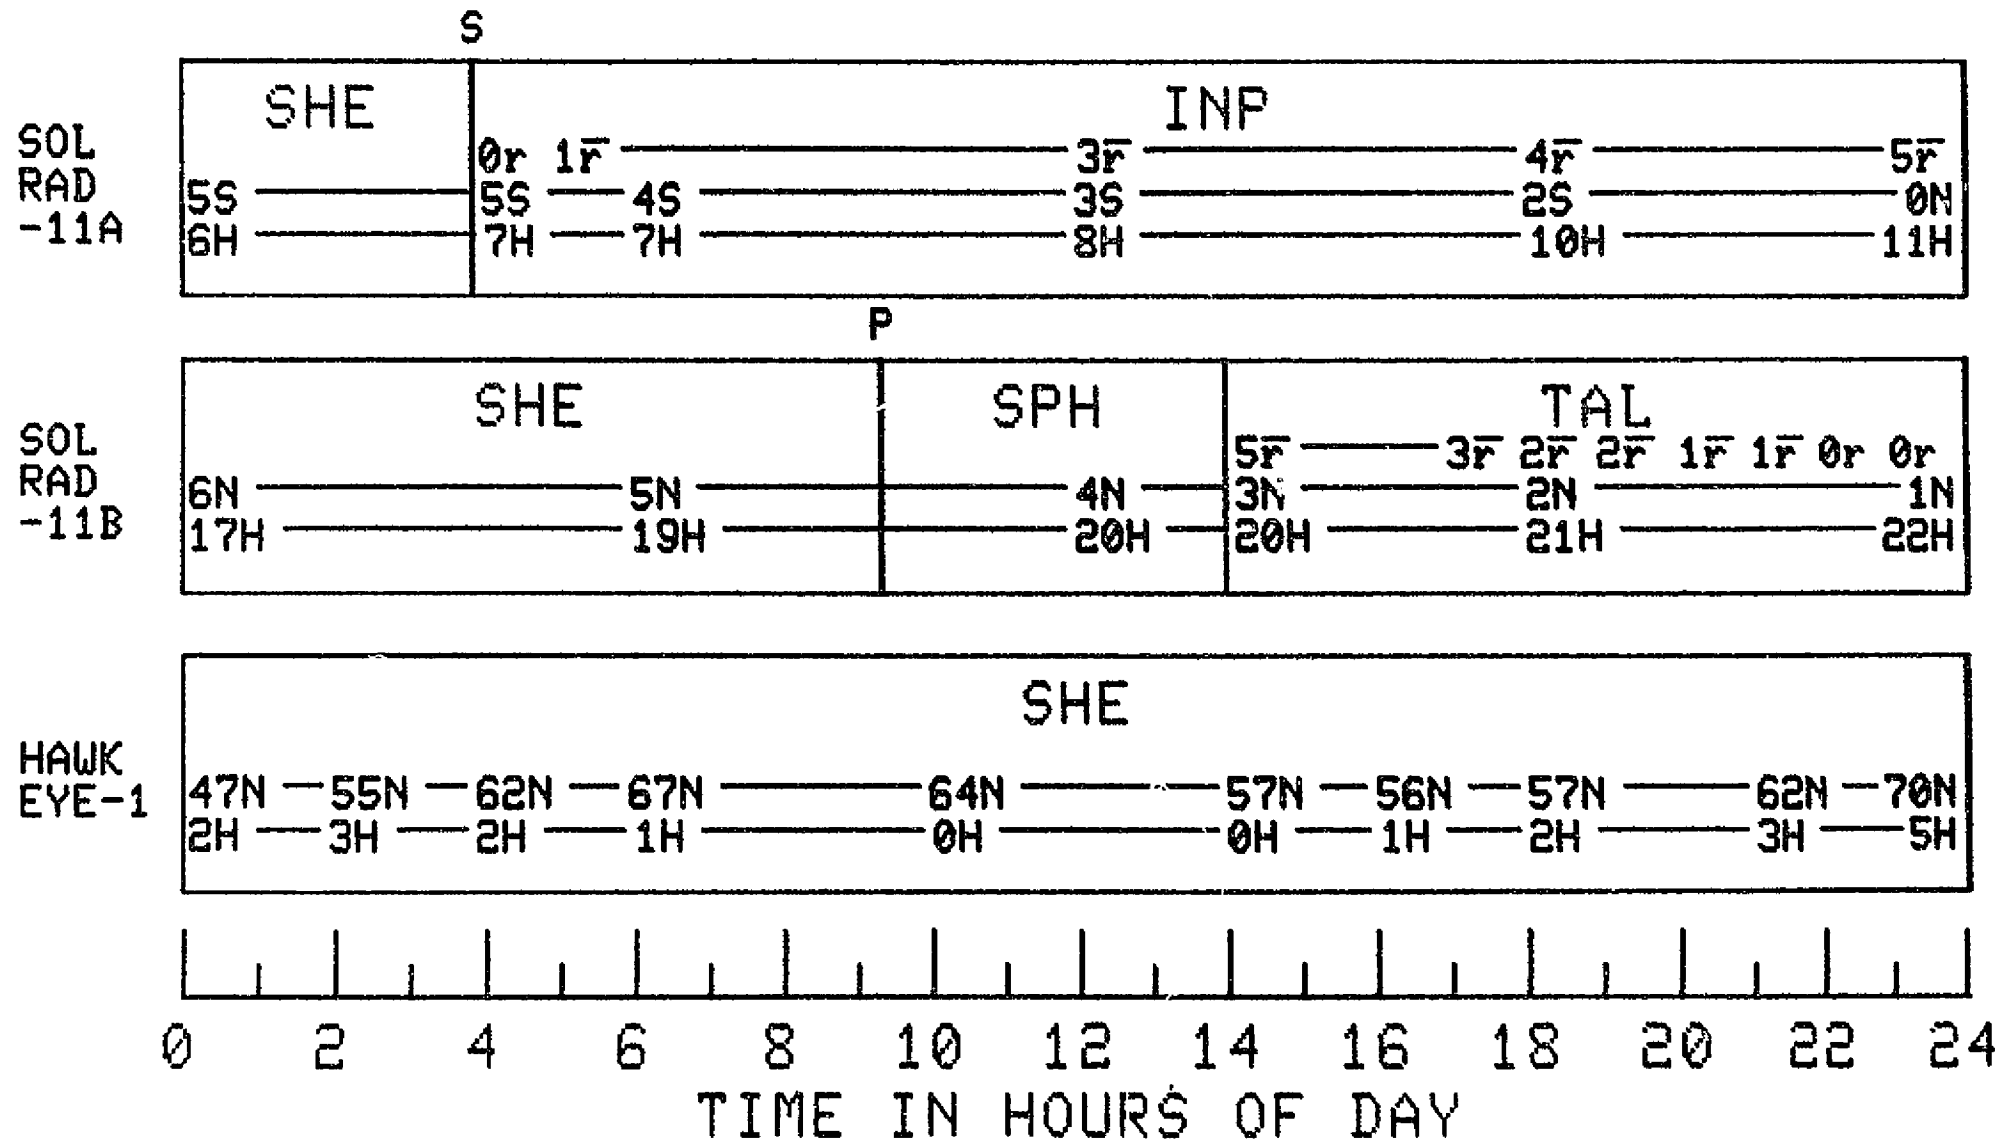 S
SHE INP
SOL RAD -11A
0r 1r̅ 3r̅ 4r̅ 5r̅
5S 5S 4S 3S 2S 0N
6H 7H 7H 8H 10H 11H
P
SHE SPH TAL
SOL RAD -11B
5r̅ 3r̅ 2r̅ 2r̅ 1r̅ 1r̅ 0r 0r
6N 5N 4N 3N 2N 1N
17H 19H 20H 20H 21H 22H
SHE
HAWK EYE-1
47N 55N 62N 67N 64N 57N 56N 57N 62N 70N
2H 3H 2H 1H 0H 0H 1H 2H 3H 5H
0 2 4 6 8 10 12 14 16 18 20 22 24
TIME IN HOURS OF DAY